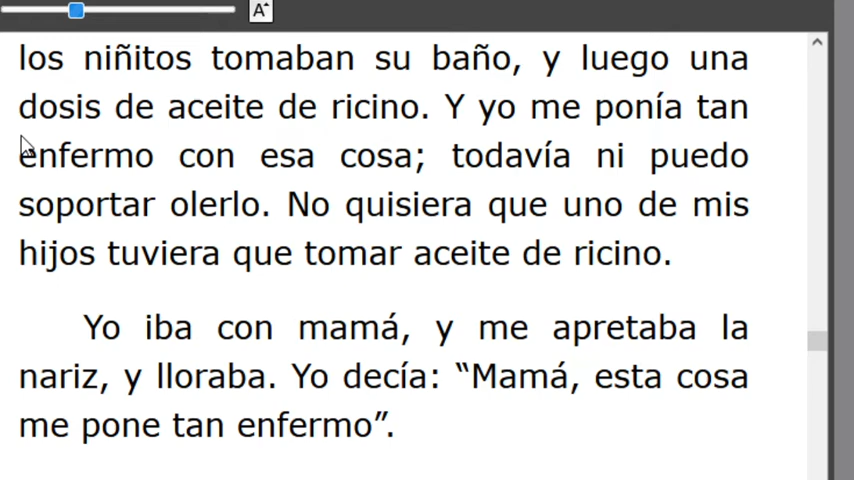 A
los niñitos tomaban su baño, y luego una
dosis de aceite de ricino. Y yo me ponía tan
enfermo con esa cosa; todavía ni puedo
soportar olerlo. No quisiera que uno de mis
hijos tuviera que tomar aceite de ricino.
Yo iba con mamá, y me apretaba la
nariz, y lloraba. Yo decía: “Mamá, esta cosa
me pone tan enfermo”.